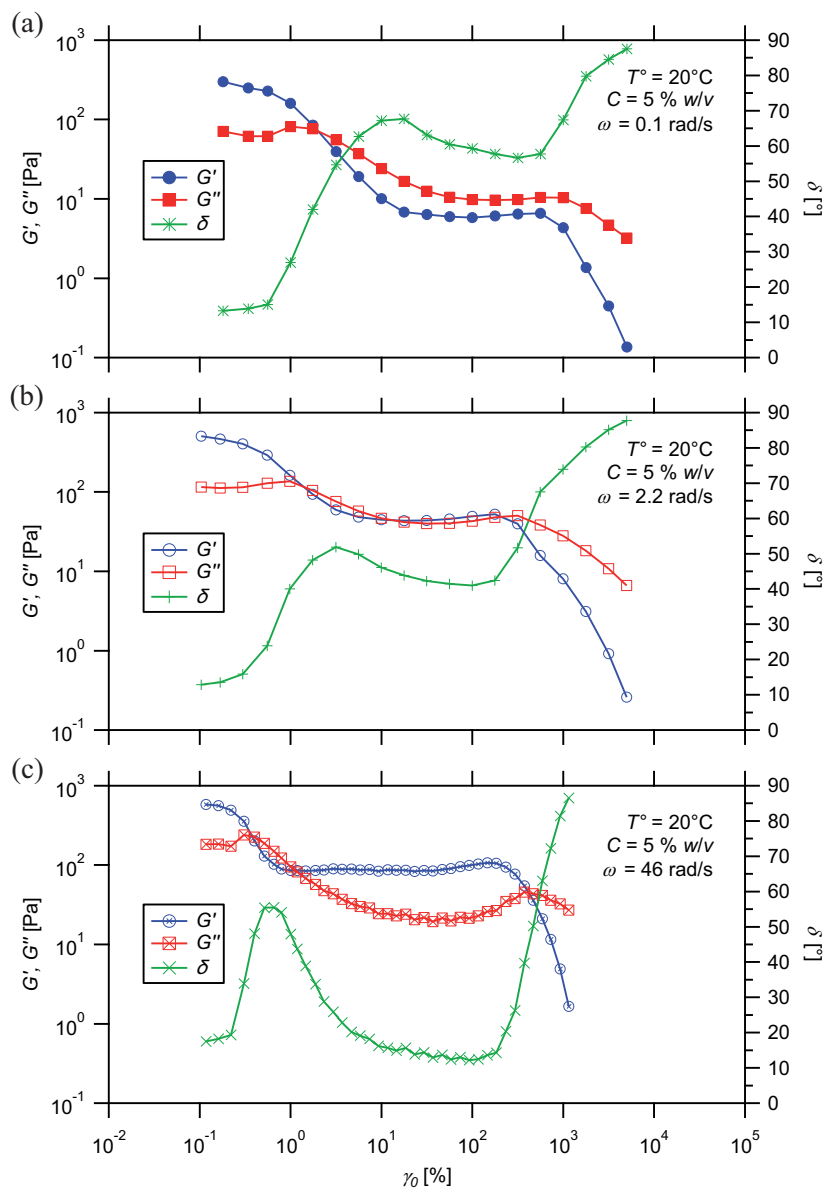 (a)
10³
10²
10¹
10⁰
10⁻¹
G', G'' [Pa]
T° = 20°C
C = 5 % w/v
ω = 0.1 rad/s
G'
G''
δ
90
80
70
60
50
40
30
20
10
0
δ [°]
(b)
10³
10²
10¹
10⁰
10⁻¹
G', G'' [Pa]
T° = 20°C
C = 5 % w/v
ω = 2.2 rad/s
G'
G''
δ
90
80
70
60
50
40
30
20
10
0
δ [°]
(c)
10³
10²
10¹
10⁰
10⁻¹
G', G'' [Pa]
T° = 20°C
C = 5 % w/v
ω = 46 rad/s
G'
G''
δ
90
80
70
60
50
40
30
20
10
0
δ [°]
10⁻² 10⁻¹ 10⁰ 10¹ 10² 10³ 10⁴ 10⁵
γ₀ [%]